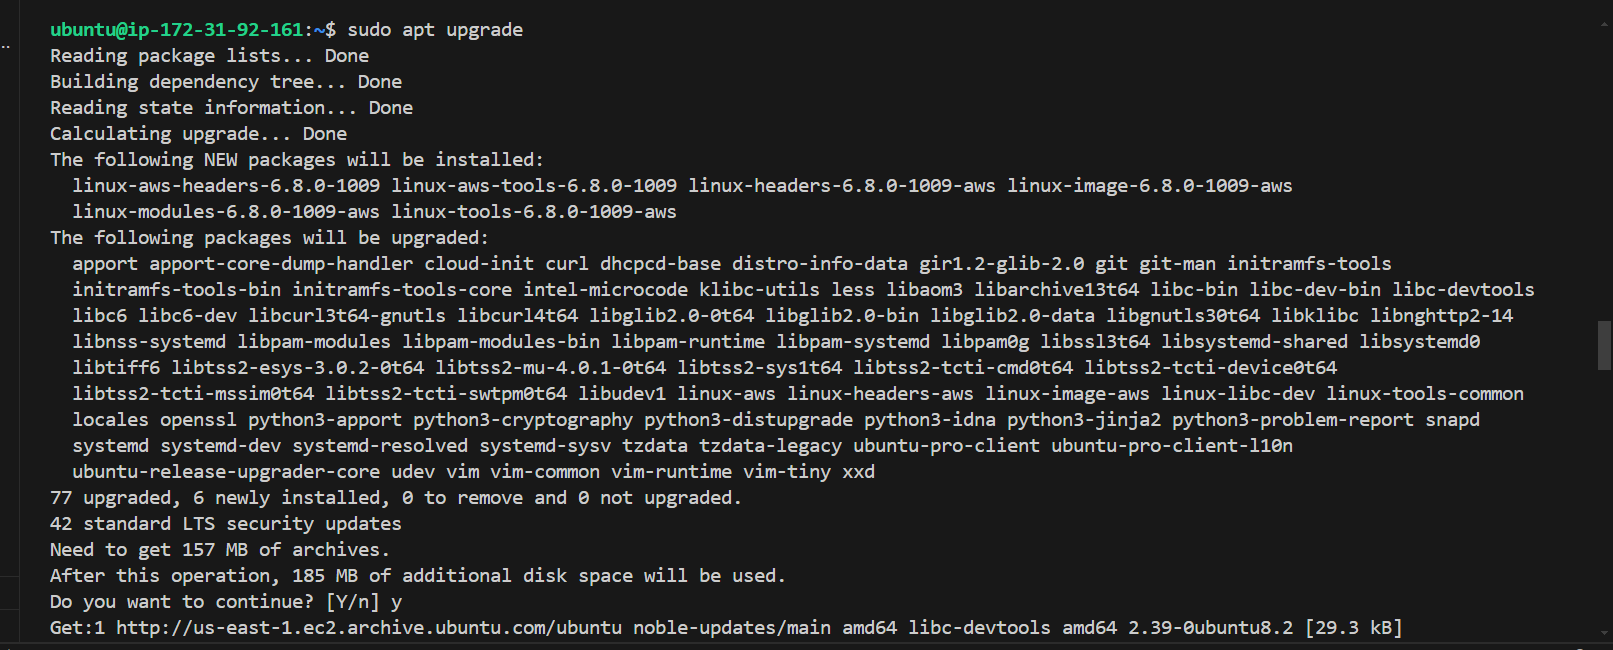 ubuntu@ip-172-31-92-161:~$ sudo apt upgrade
Reading package lists... Done
Building dependency tree... Done
Reading state information... Done
Calculating upgrade... Done
The following NEW packages will be installed:
  linux-aws-headers-6.8.0-1009 linux-aws-tools-6.8.0-1009 linux-headers-6.8.0-1009-aws linux-image-6.8.0-1009-aws
  linux-modules-6.8.0-1009-aws linux-tools-6.8.0-1009-aws
The following packages will be upgraded:
  apport apport-core-dump-handler cloud-init curl dhcpcd-base distro-info-data gir1.2-glib-2.0 git git-man initramfs-tools
  initramfs-tools-bin initramfs-tools-core intel-microcode klibc-utils less libaom3 libarchive13t64 libc-bin libc-dev-bin libc-devtools
  libc6 libc6-dev libcurl3t64-gnutls libcurl4t64 libglib2.0-0t64 libglib2.0-bin libglib2.0-data libgnutls30t64 libklibc libnghttp2-14
  libnss-systemd libpam-modules libpam-modules-bin libpam-runtime libpam-systemd libpam0g libssl3t64 libsystemd-shared libsystemd0
  libtiff6 libtss2-esys-3.0.2-0t64 libtss2-mu-4.0.1-0t64 libtss2-sys1t64 libtss2-tcti-cmd0t64 libtss2-tcti-device0t64
  libtss2-tcti-mssim0t64 libtss2-tcti-swtpm0t64 libudev1 linux-aws linux-headers-aws linux-image-aws linux-libc-dev linux-tools-common
  locales openssl python3-apport python3-cryptography python3-distupgrade python3-idna python3-jinja2 python3-problem-report snapd
  systemd systemd-dev systemd-resolved systemd-sysv tzdata tzdata-legacy ubuntu-pro-client ubuntu-pro-client-l10n
  ubuntu-release-upgrader-core udev vim vim-common vim-runtime vim-tiny xxd
77 upgraded, 6 newly installed, 0 to remove and 0 not upgraded.
42 standard LTS security updates
Need to get 157 MB of archives.
After this operation, 185 MB of additional disk space will be used.
Do you want to continue? [Y/n] y
Get:1 http://us-east-1.ec2.archive.ubuntu.com/ubuntu noble-updates/main amd64 libc-devtools amd64 2.39-0ubuntu8.2 [29.3 kB]